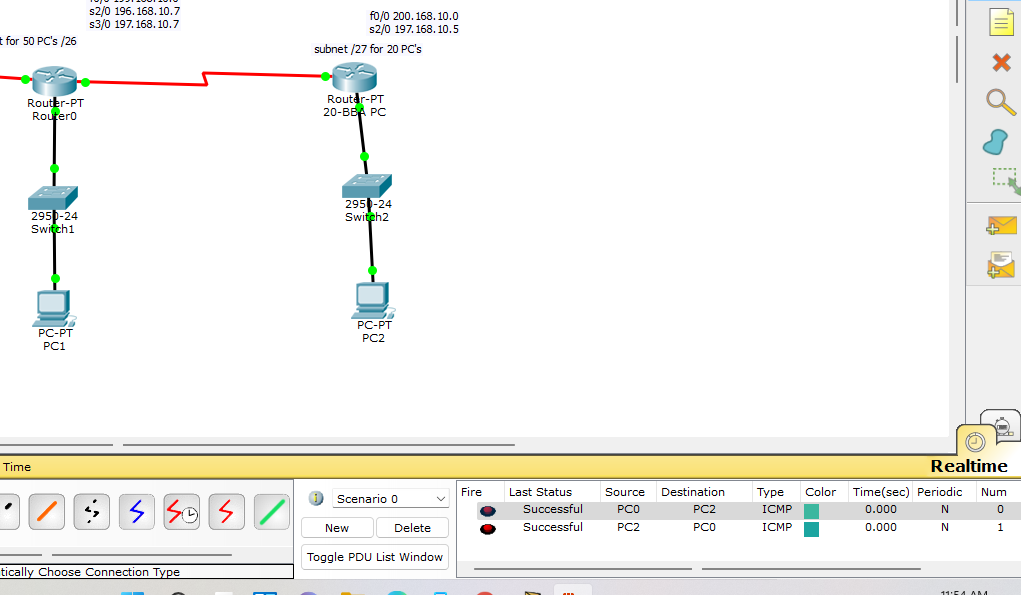 s2/0 196.168.10.7
s3/0 197.168.10.7
f0/0 200.168.10.0
s2/0 197.168.10.5
t for 50 PC's /26
subnet /27 for 20 PC's
Router-PT
Router0
Router-PT
20-BBA PC
2950-24
Switch1
2950-24
Switch2
PC-PT
PC1
PC-PT
PC2
Time
Realtime
Scenario 0
New
Delete
Toggle PDU List Window
tically Choose Connection Type
Fire Last Status Source Destination Type Color Time(sec) Periodic Num
Successful PC0 PC2 ICMP 0.000 N 0
Successful PC2 PC0 ICMP 0.000 N 1
11:54 AM